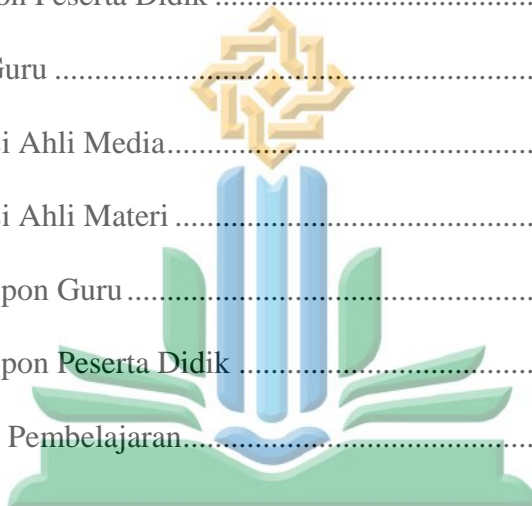 on Peserta Didik ................................
Guru ................................................
i Ahli Media.......................................
i Ahli Materi ......................................
pon Guru ...........................................
pon Peserta Didik ..............................
Pembelajaran.....................................